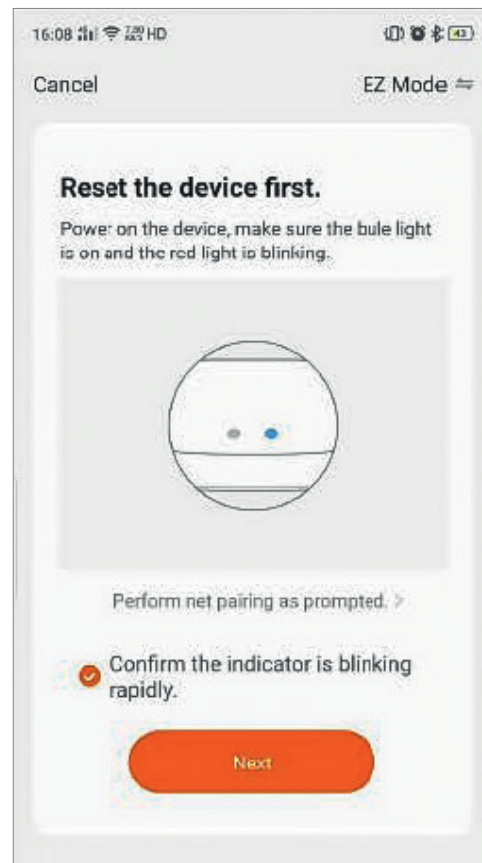 16:08 HD 43
Cancel EZ Mode
Reset the device first.
Power on the device, make sure the bule light
is on and the red light is blinking.
Perform net pairing as prompted. >
Confirm the indicator is blinking
rapidly.
Next